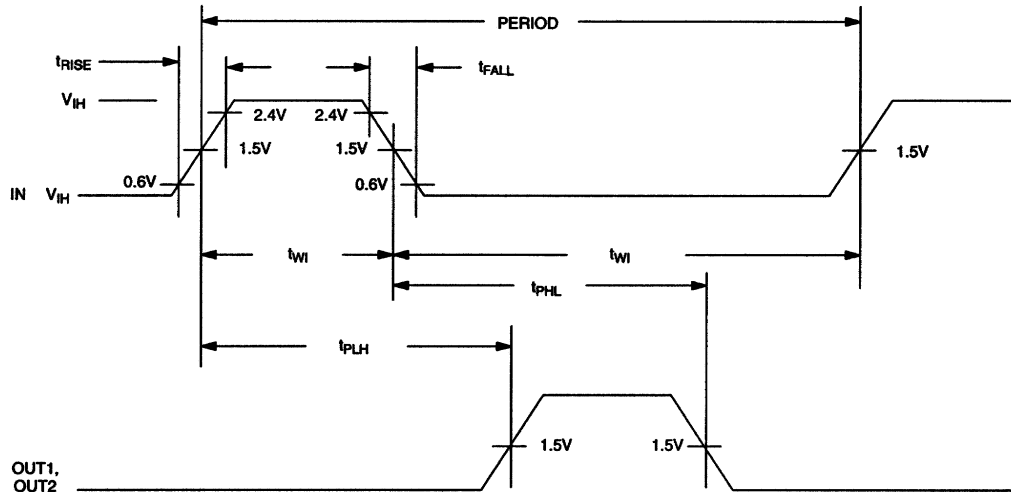 PERIOD
tRISE
tFALL
VIH
2.4V 2.4V
1.5V 1.5V 1.5V
0.6V 0.6V
IN VIH
tWI tWI
tPHL
tPLH
1.5V 1.5V
OUT1,
OUT2